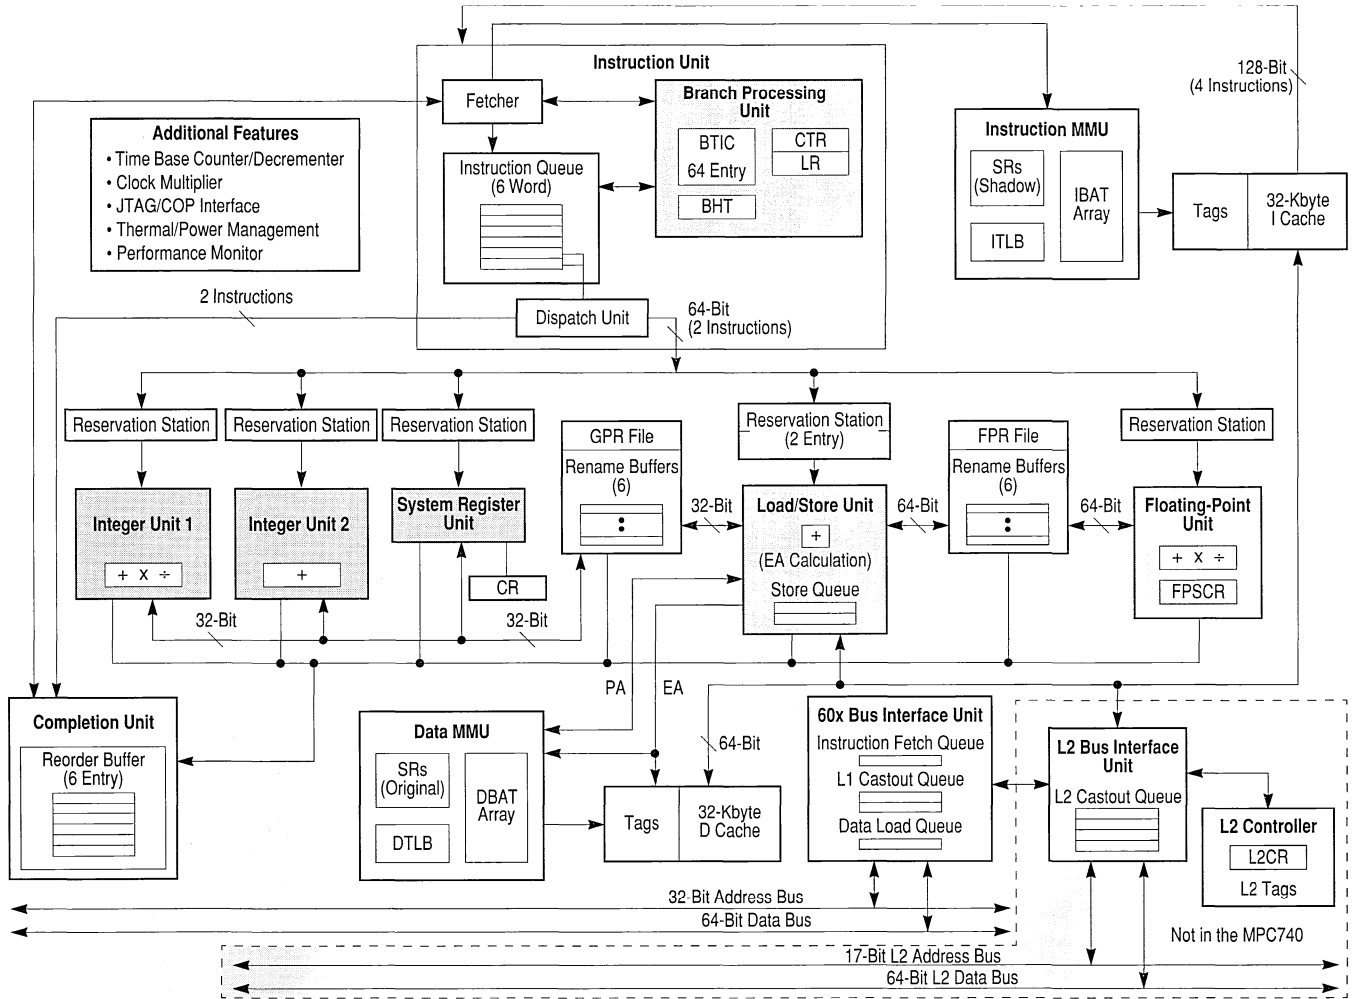 Instruction Unit
Fetcher
Branch Processing
Unit
BTIC
64 Entry
CTR
LR
BHT
Instruction Queue
(6 Word)
Dispatch Unit
64-Bit
(2 Instructions)
2 Instructions
Additional Features
• Time Base Counter/Decrementer
• Clock Multiplier
• JTAG/COP Interface
• Thermal/Power Management
• Performance Monitor
128-Bit
(4 Instructions)
Instruction MMU
SRs
(Shadow)
IBAT
Array
ITLB
Tags
32-Kbyte
I Cache
Reservation Station
Reservation Station
Reservation Station
Reservation Station
(2 Entry)
Reservation Station
GPR File
Rename Buffers
(6)
FPR File
Rename Buffers
(6)
Integer Unit 1
+ x ÷
Integer Unit 2
+
System Register
Unit
CR
32-Bit
Load/Store Unit
+
(EA Calculation)
Store Queue
64-Bit
64-Bit
Floating-Point
Unit
+ x ÷
FPSCR
32-Bit
32-Bit
PA
EA
Completion Unit
Reorder Buffer
(6 Entry)
Data MMU
SRs
(Original)
DBAT
Array
DTLB
64-Bit
Tags
32-Kbyte
D Cache
60x Bus Interface Unit
Instruction Fetch Queue
L1 Castout Queue
Data Load Queue
L2 Bus Interface
Unit
L2 Castout Queue
L2 Controller
L2CR
L2 Tags
32-Bit Address Bus
64-Bit Data Bus
Not in the MPC740
17-Bit L2 Address Bus
64-Bit L2 Data Bus